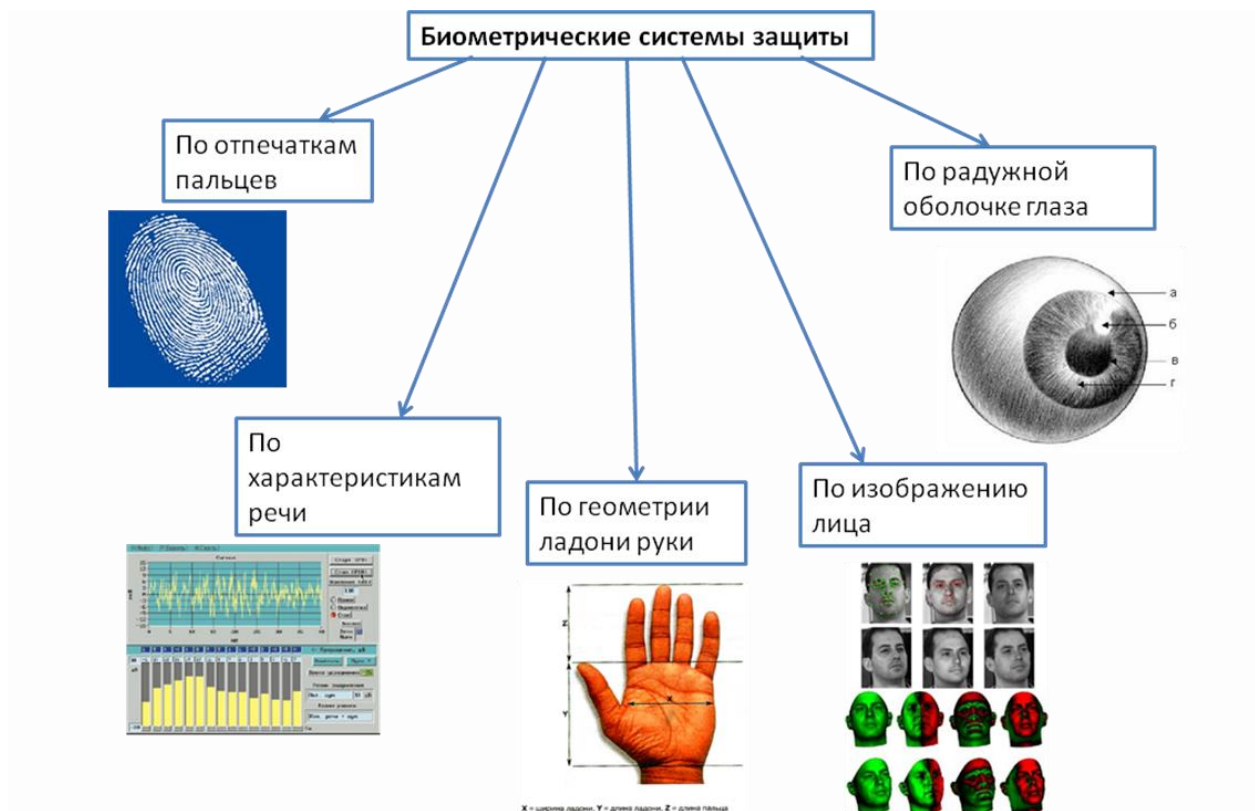 Биометрические системы защиты
По отпечаткам
пальцев
По радужной
оболочке глаза
а
б
в
г
По
характеристикам
речи
По геометрии
ладони руки
По изображению
лица
Z
X
Y
X = ширина ладони, Y = длина ладони, Z = длина пальца